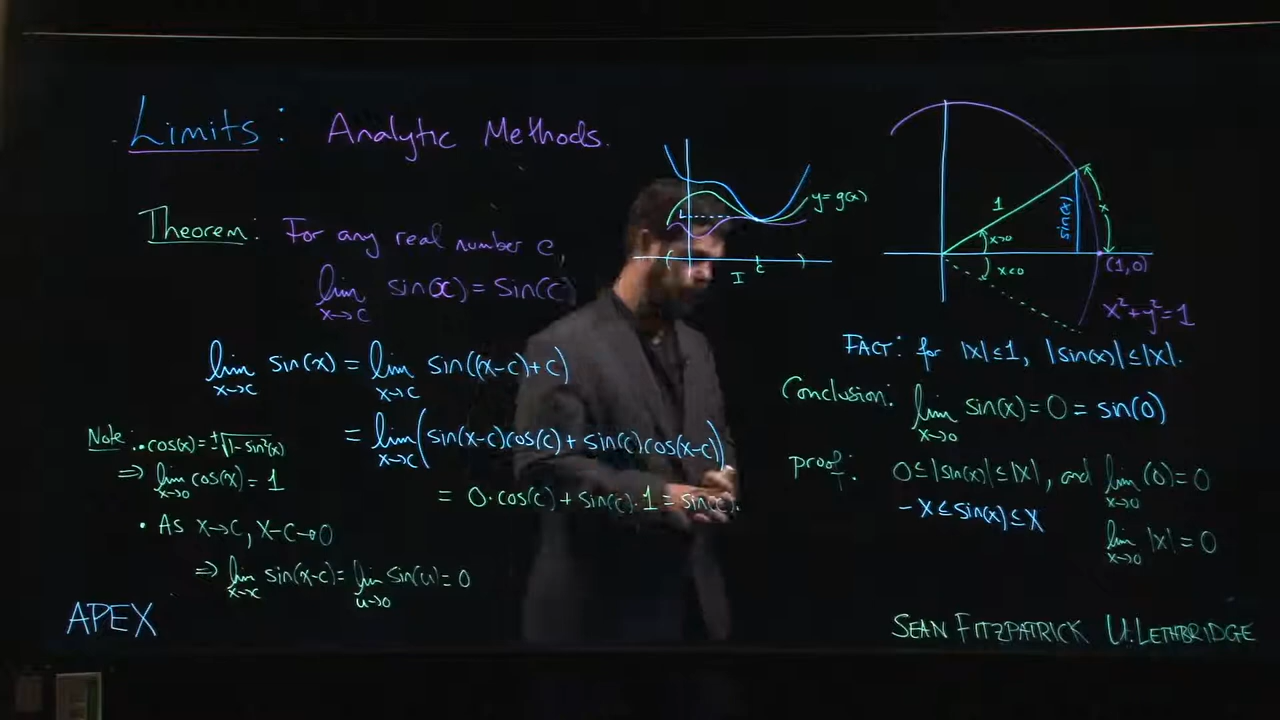 Limits: Analytic Methods.
Theorem: For any real number c,
lim sin(x) = sin(c)
x→c
lim sin(x) = lim sin((x-c)+c)
x→c x→c
= lim (sin(x-c)cos(c) + sin(c)cos(x-c))
x→c
= 0·cos(c) + sin(c)·1 = sin(c).
Note: • cos(x) = ±√1-sin²(x)
⇒ lim cos(x) = 1
x→0
• As x→c, x-c→0
⇒ lim sin(x-c) = lim sin(u) = 0
x→c u→0
APEX
y=g(x)
L
I
c
1
sin(x)
x
x>0
x<0
(1,0)
x²+y²=1
FACT: for |x|≤1, |sin(x)|≤|x|.
Conclusion: lim sin(x) = 0 = sin(0)
x→0
proof: 0≤|sin(x)|≤|x|, and lim (0) = 0
x→0
-x≤sin(x)≤x
lim |x| = 0
x→0
SEAN FITZPATRICK U. LETHBRIDGE